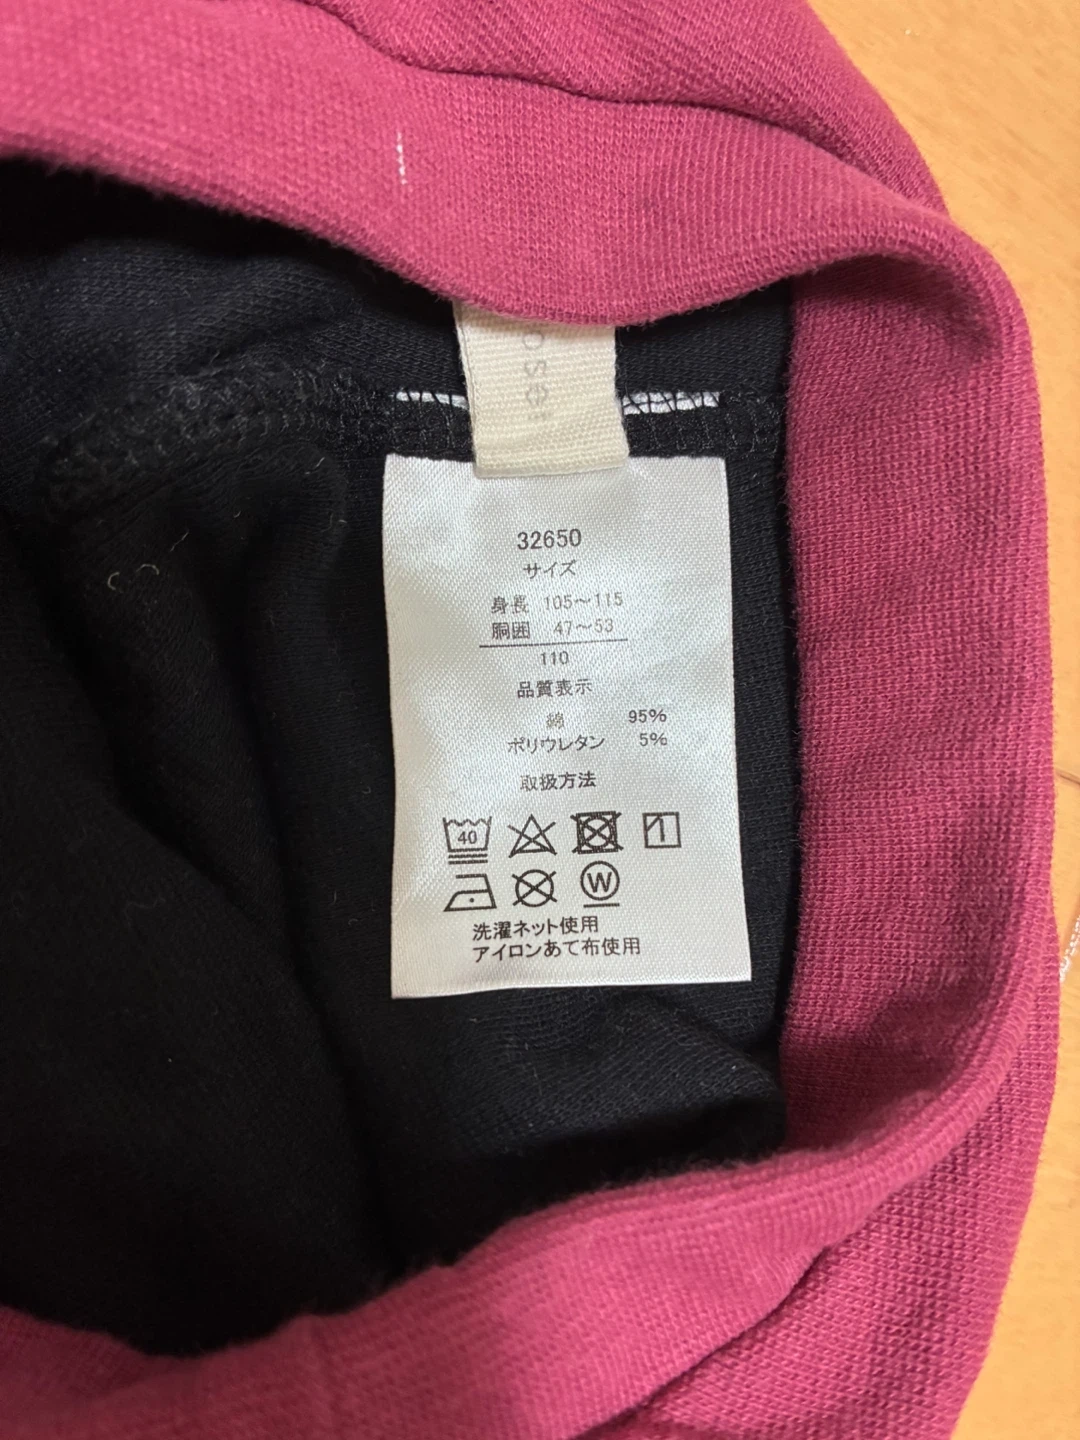 osei
32650
サイズ
身長 105～115
胴囲 47～53
110
品質表示
綿 95%
ポリウレタン 5%
取扱方法
40
W
洗濯ネット使用
アイロンあて布使用